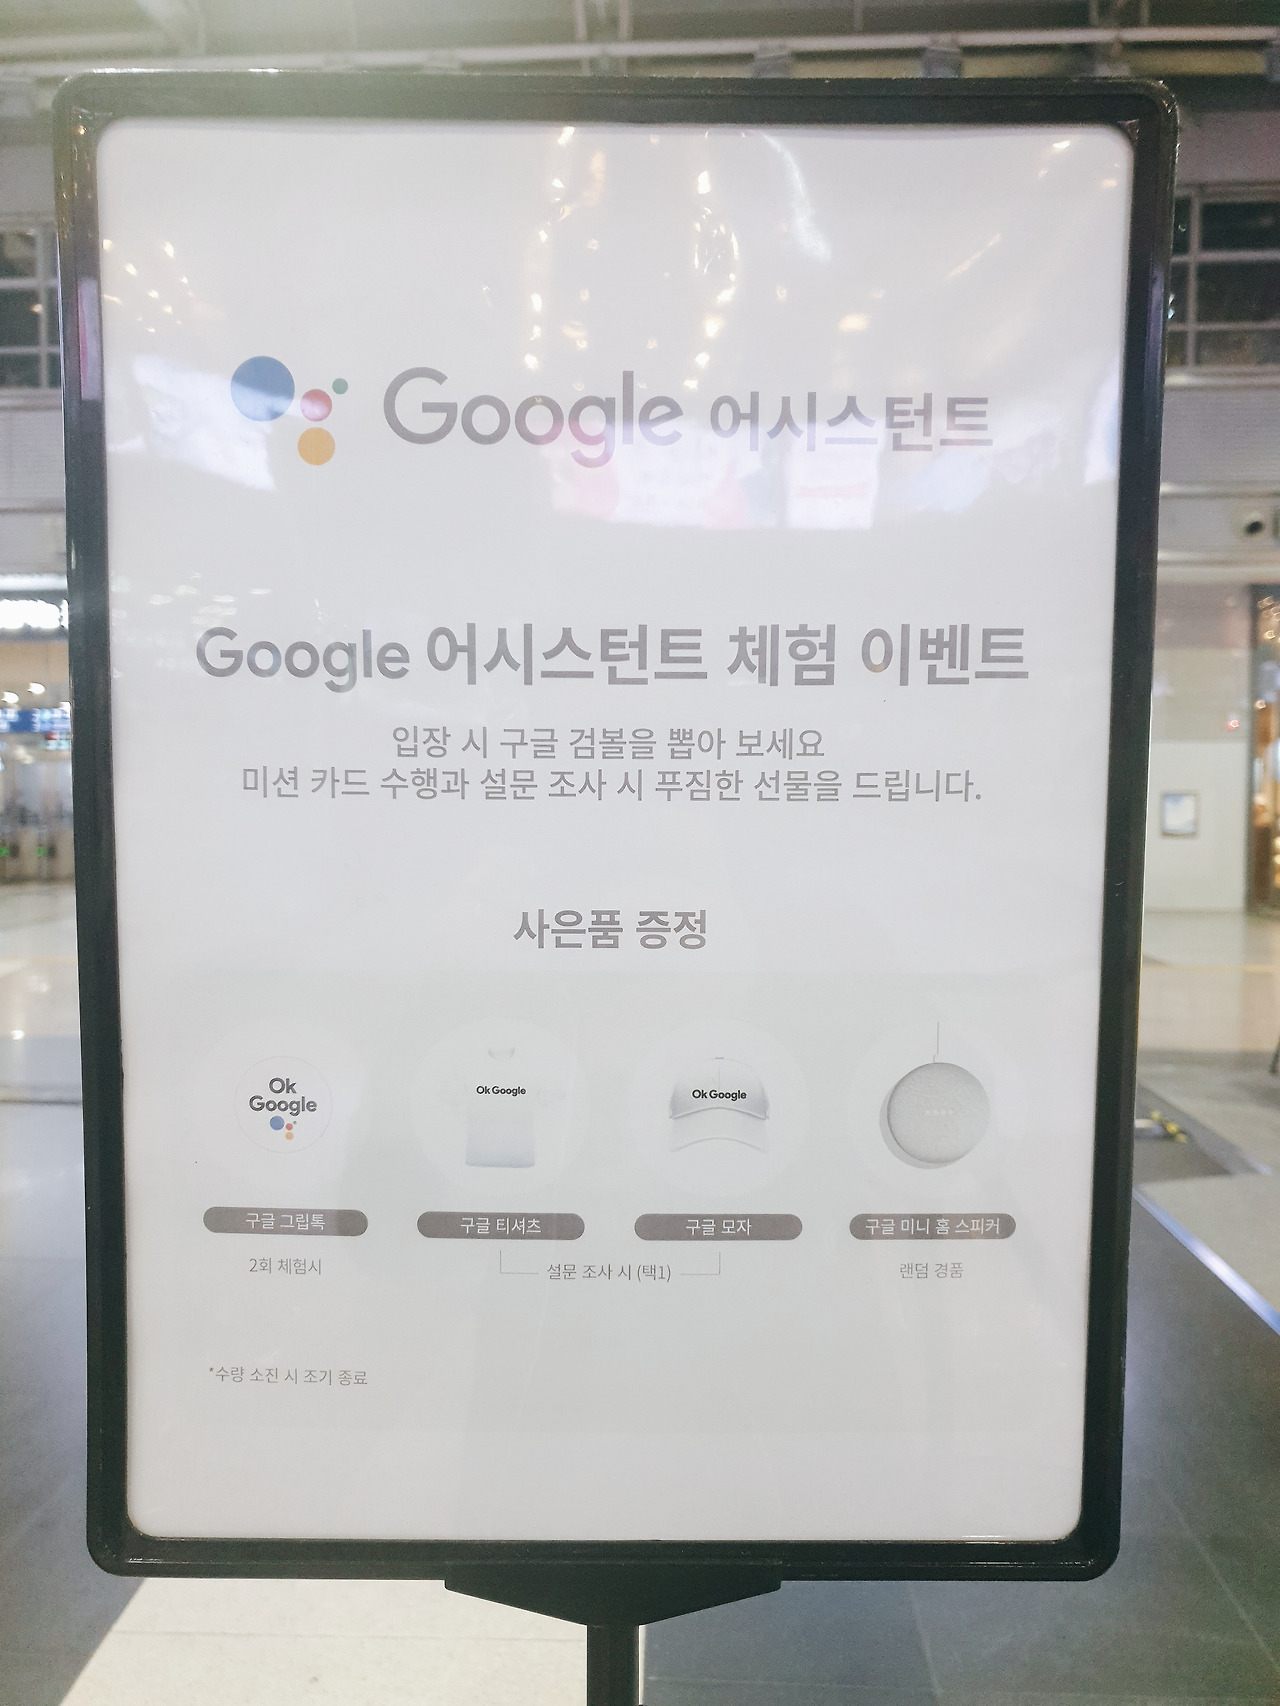 Google 어시스턴트
Google 어시스턴트 체험 이벤트
입장 시 구글 검볼을 뽑아 보세요
미션 카드 수행과 설문 조사 시 푸짐한 선물을 드립니다.
사은품 증정
Ok
Google
Ok Google
Ok Google
구글 그립톡
구글 티셔츠
구글 모자
구글 미니 홈 스피커
2회 체험시
설문 조사 시 (택1)
랜덤 경품
*수량 소진 시 조기 종료